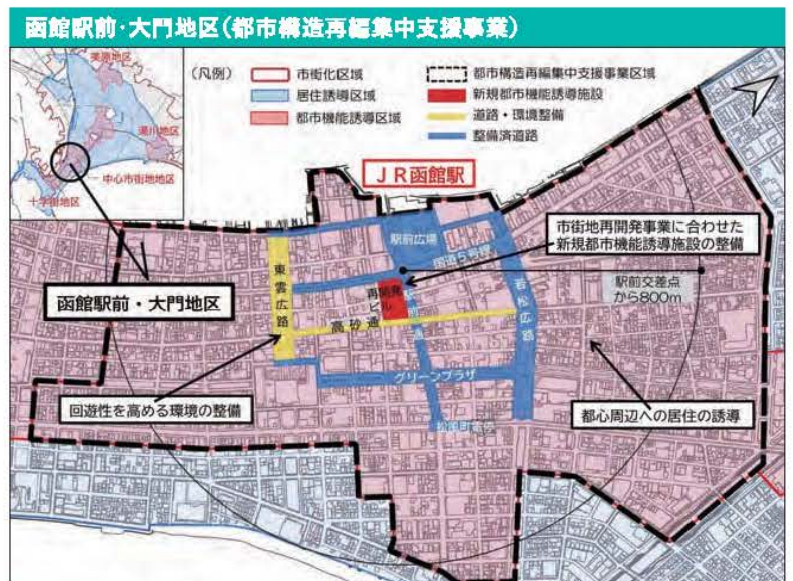 函館駅前・大門地区（都市構造再編集中支援事業）
美原地区
湯川地区
中心市街地地区
十字街地区
（凡例）
市街化区域
居住誘導区域
都市機能誘導区域
都市構造再編集中支援事業区域
新規都市機能誘導施設
道路・環境整備
整備済道路
ＪＲ函館駅
駅前広場
国道5号線
市街地再開発事業に合わせた
新規都市機能誘導施設の整備
駅前交差点
から800m
函館駅前・大門地区
東雲広路
再開発
ビル
高砂通
若松広路
グリーンプラザ
回遊性を高める環境の整備
都心周辺への居住の誘導